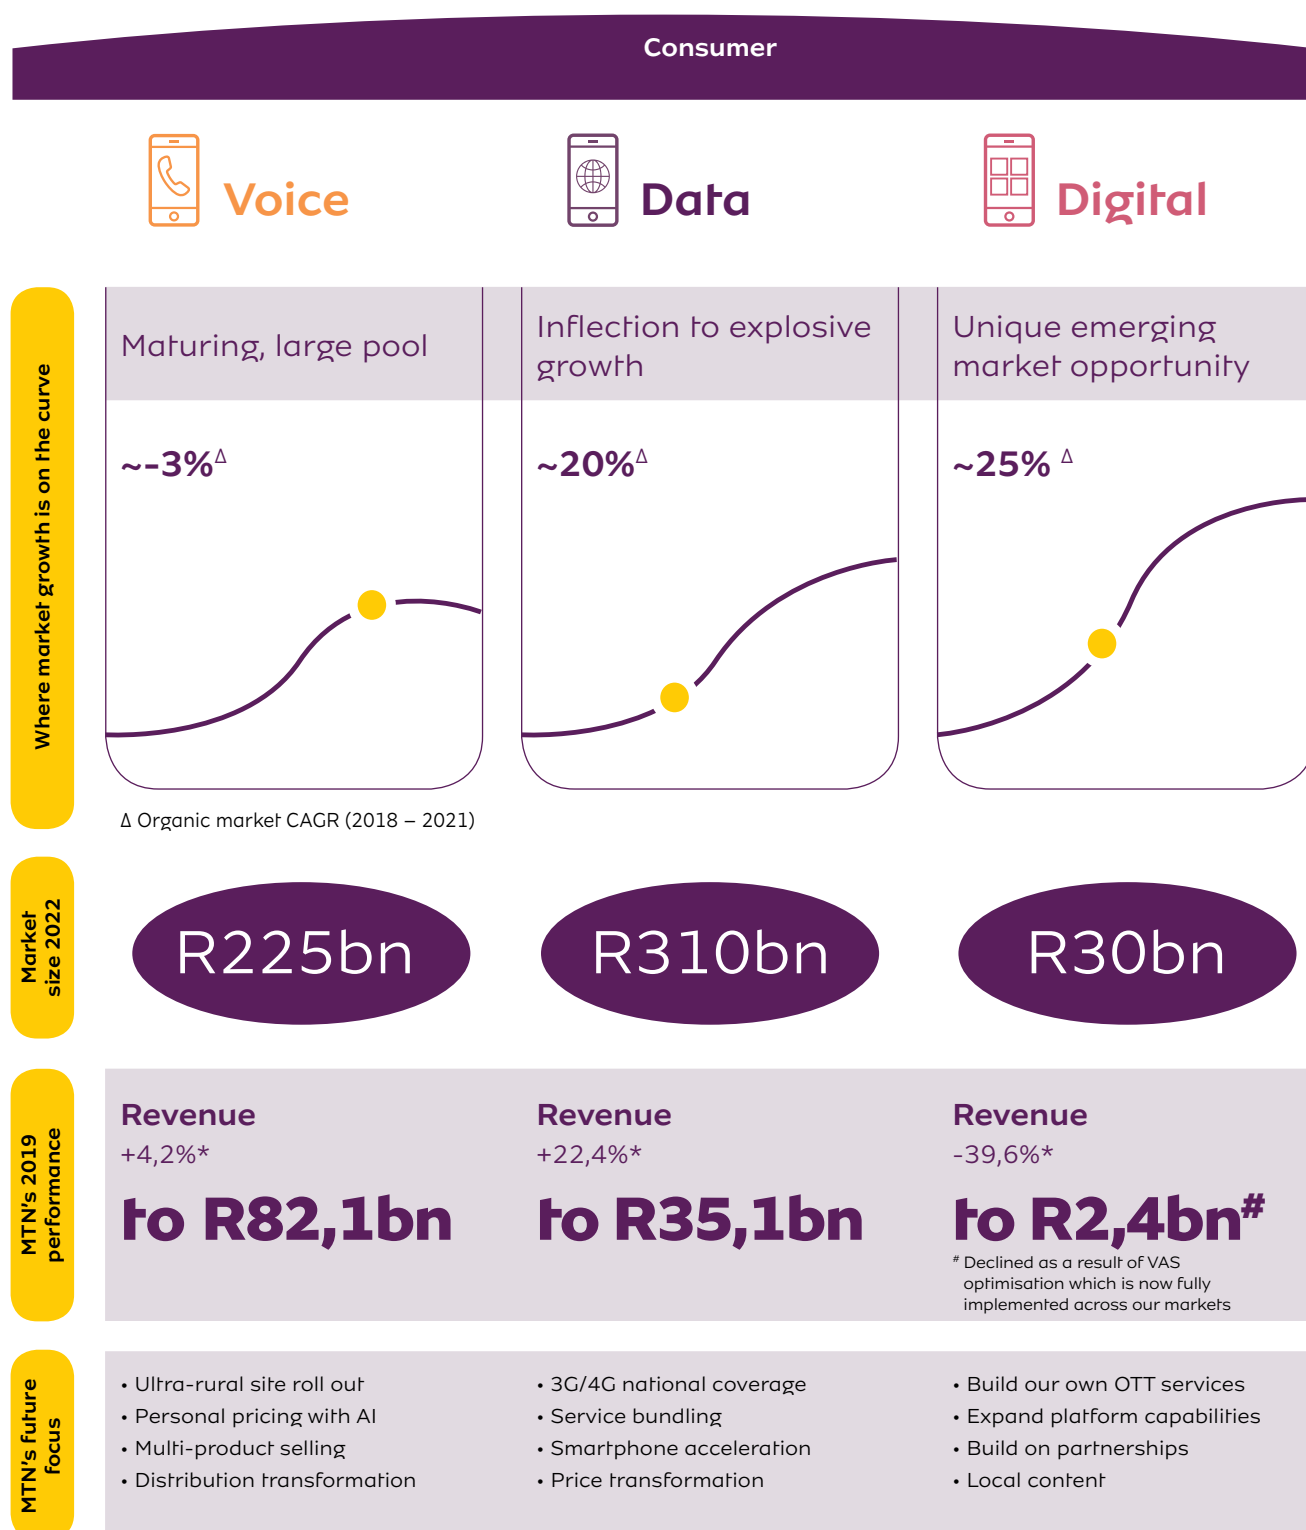 Consumer
Voice
Data
Digital
Where market growth is on the curve
Maturing, large pool
~-3%Δ
Inflection to explosive
growth
~20%Δ
Unique emerging
market opportunity
~25% Δ
Δ Organic market CAGR (2018 – 2021)
Market
size 2022
R225bn
R310bn
R30bn
MTN's 2019
performance
Revenue
+4,2%*
to R82,1bn
Revenue
+22,4%*
to R35,1bn
Revenue
-39,6%*
to R2,4bn#
# Declined as a result of VAS
optimisation which is now fully
implemented across our markets
MTN's future
focus
• Ultra-rural site roll out
• Personal pricing with AI
• Multi-product selling
• Distribution transformation
• 3G/4G national coverage
• Service bundling
• Smartphone acceleration
• Price transformation
• Build our own OTT services
• Expand platform capabilities
• Build on partnerships
• Local content